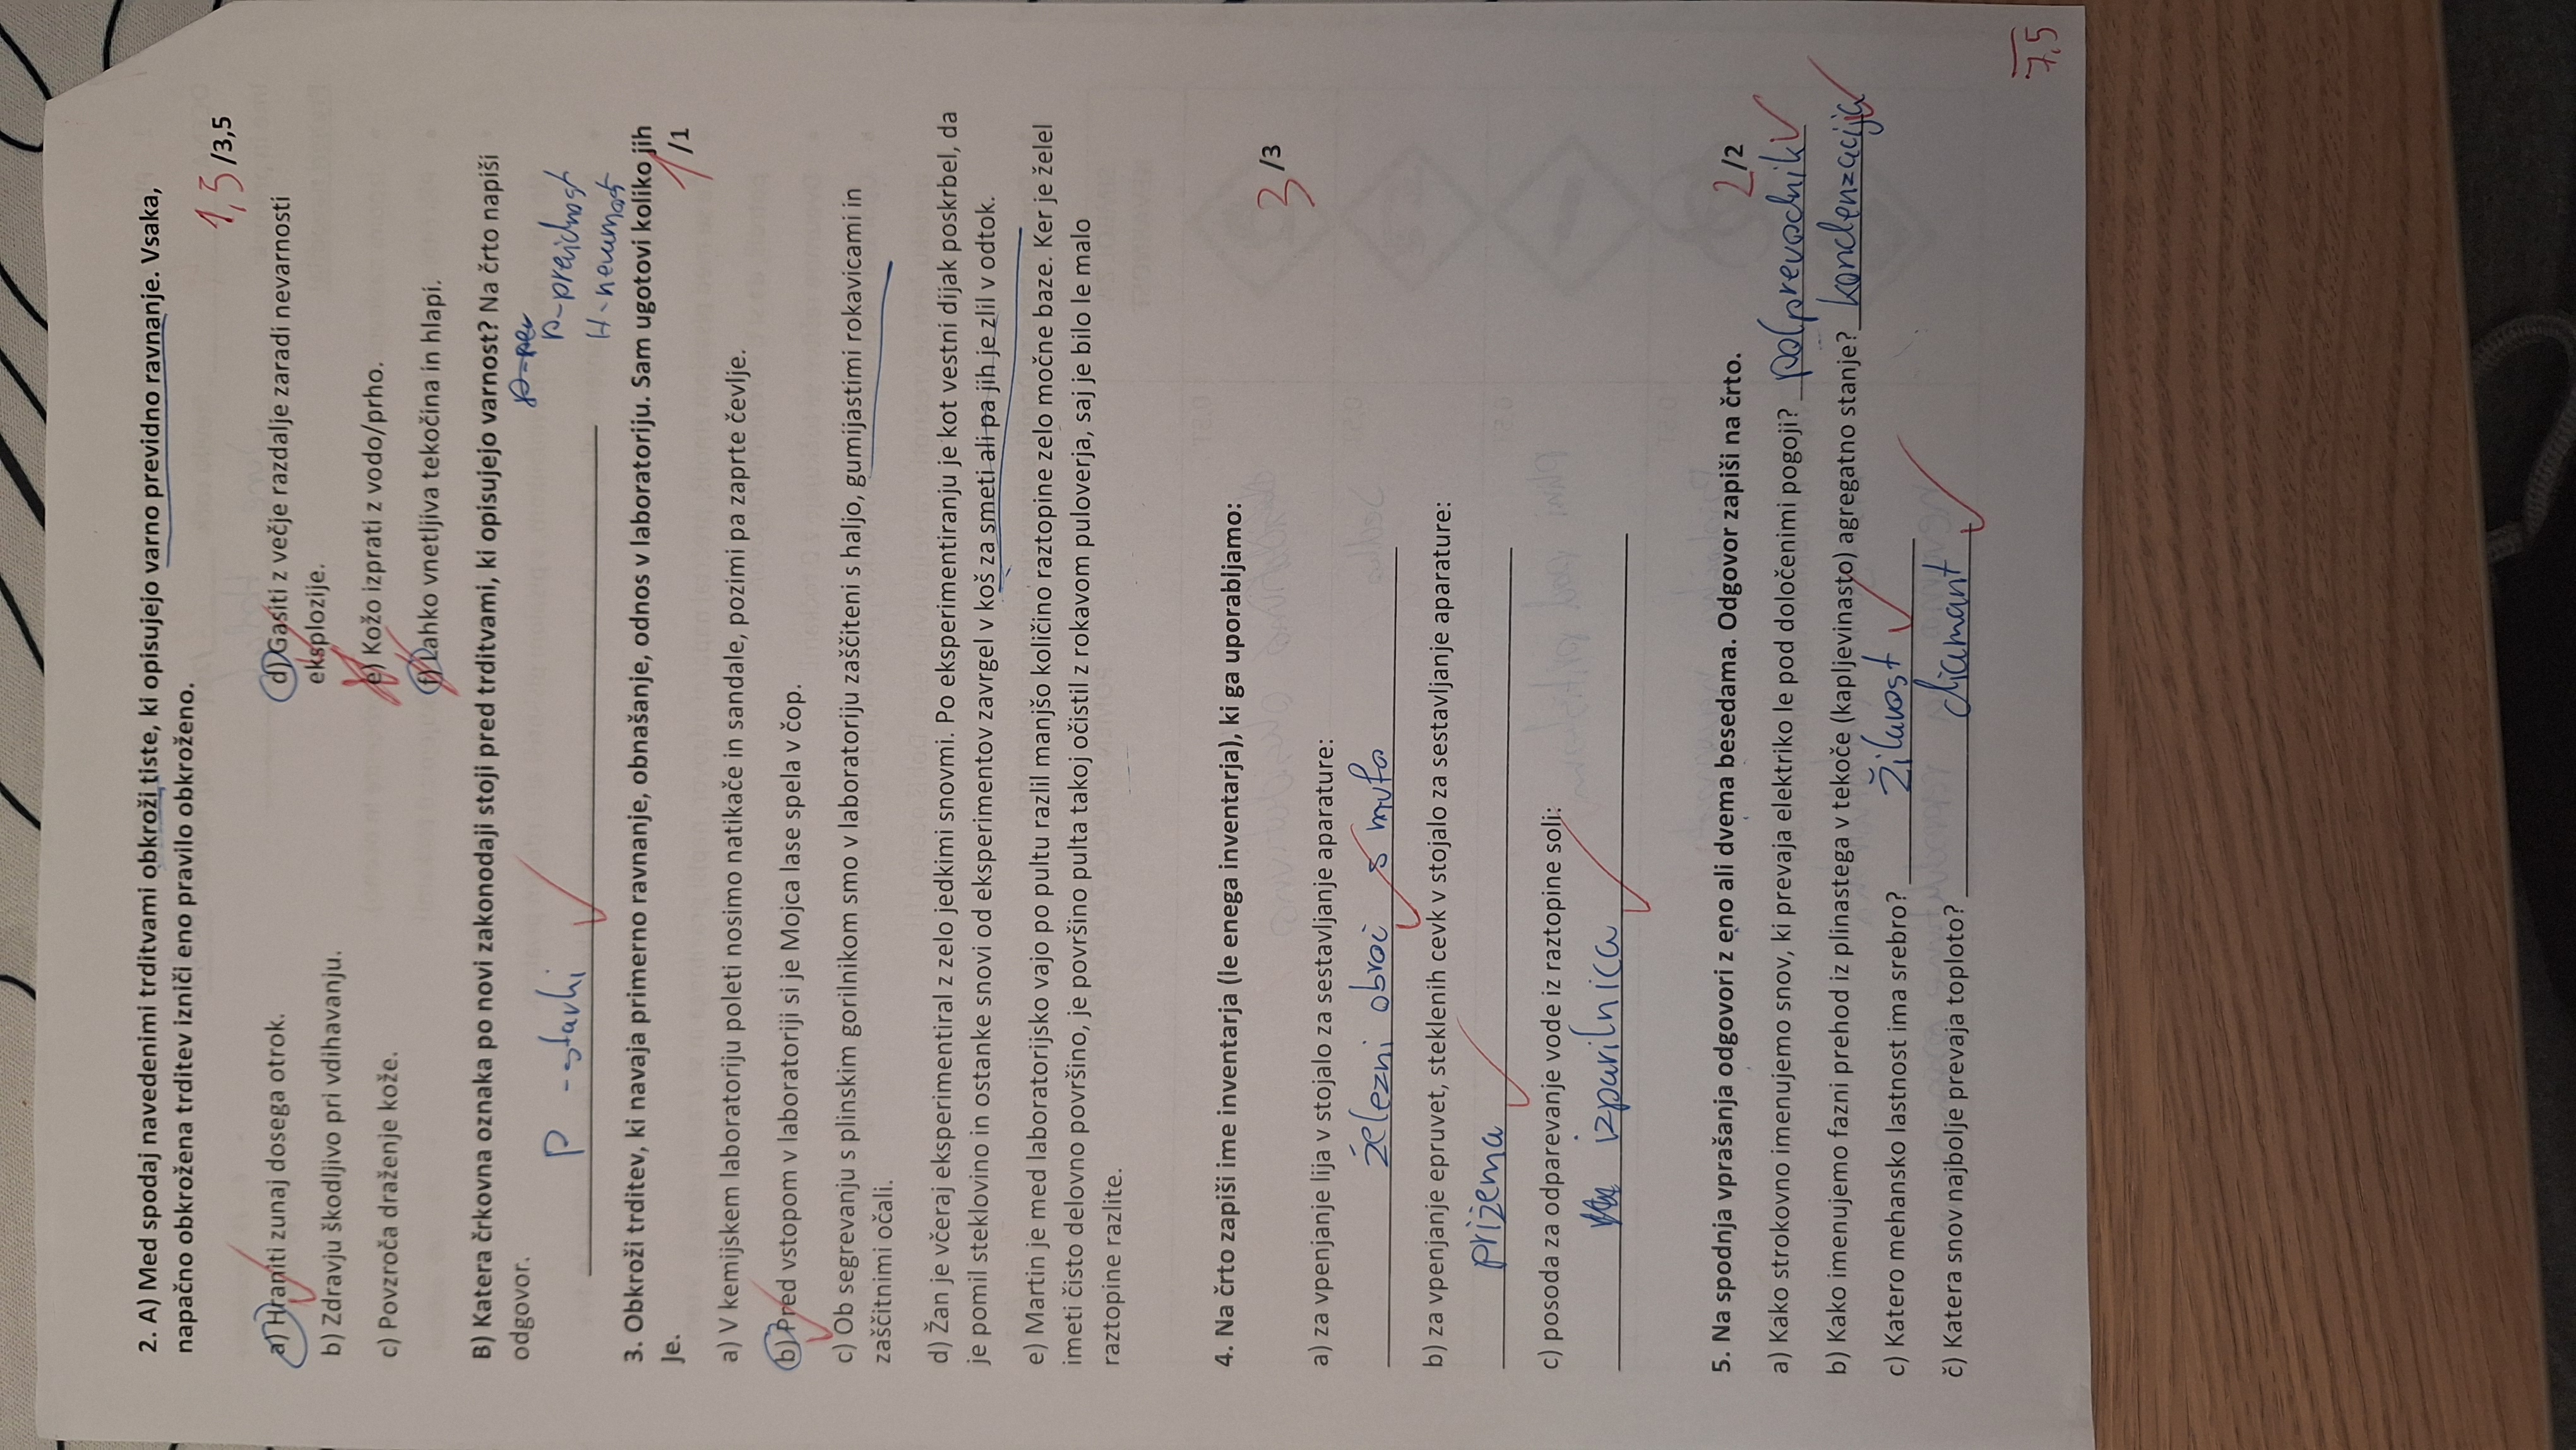 2. A) Med spodaj navedenimi trditvami obkroži tiste, ki opisujejo varno previdno ravnanje. Vsaka,
napačno obkrožena trditev izniči eno pravilo obkroženo.
1,5 /3,5
a) Hraniti zunaj dosega otrok.
b) Zdravju škodljivo pri vdihavanju.
c) Povzroča draženje kože.
d) Gasiti z večje razdalje zaradi nevarnosti
eksplozije.
e) Kožo izprati z vodo/prho.
f) Lahko vnetljiva tekočina in hlapi.
B) Katera črkovna oznaka po novi zakonodaji stoji pred trditvami, ki opisujejo varnost? Na črto napiši
odgovor.
P - stavki
p-previdnost
H-nevarnost
3. Obkroži trditev, ki navaja primerno ravnanje, obnašanje, odnos v laboratoriju. Sam ugotovi koliko jih
Je.
1 /1
a) V kemijskem laboratoriju poleti nosimo natikače in sandale, pozimi pa zaprte čevlje.
b) Pred vstopom v laboratoriji si je Mojca lase spela v čop.
c) Ob segrevanju s plinskim gorilnikom smo v laboratoriju zaščiteni s haljo, gumijastimi rokavicami in
zaščitnimi očali.
d) Žan je včeraj eksperimentiral z zelo jedkimi snovmi. Po eksperimentiranju je kot vestni dijak poskrbel, da
je pomil steklovino in ostanke snovi od eksperimentov zavrgel v koš za smeti ali pa jih je zlil v odtok.
e) Martin je med laboratorijsko vajo po pultu razlil manjšo količino raztopine zelo močne baze. Ker je želel
imeti čisto delovno površino, je površino pulta takoj očistil z rokavom puloverja, saj je bilo le malo
raztopine razlite.
4. Na črto zapiši ime inventarja (le enega inventarja), ki ga uporabljamo:
3 /3
a) za vpenjanje lija v stojalo za sestavljanje aparature:
železni obroč s mufo
b) za vpenjanje epruvet, steklenih cevk v stojalo za sestavljanje aparature:
prižema
c) posoda za odparevanje vode iz raztopine soli:
izparilnica
5. Na spodnja vprašanja odgovori z eno ali dvema besedama. Odgovor zapiši na črto.
2 /2
a) Kako strokovno imenujemo snov, ki prevaja elektriko le pod določenimi pogoji? polprevodnik
b) Kako imenujemo fazni prehod iz plinastega v tekoče (kapljevinasto) agregatno stanje? kondenzacija
c) Katero mehansko lastnost ima srebro? žilavost
č) Katera snov najbolje prevaja toploto? diamant
7,5